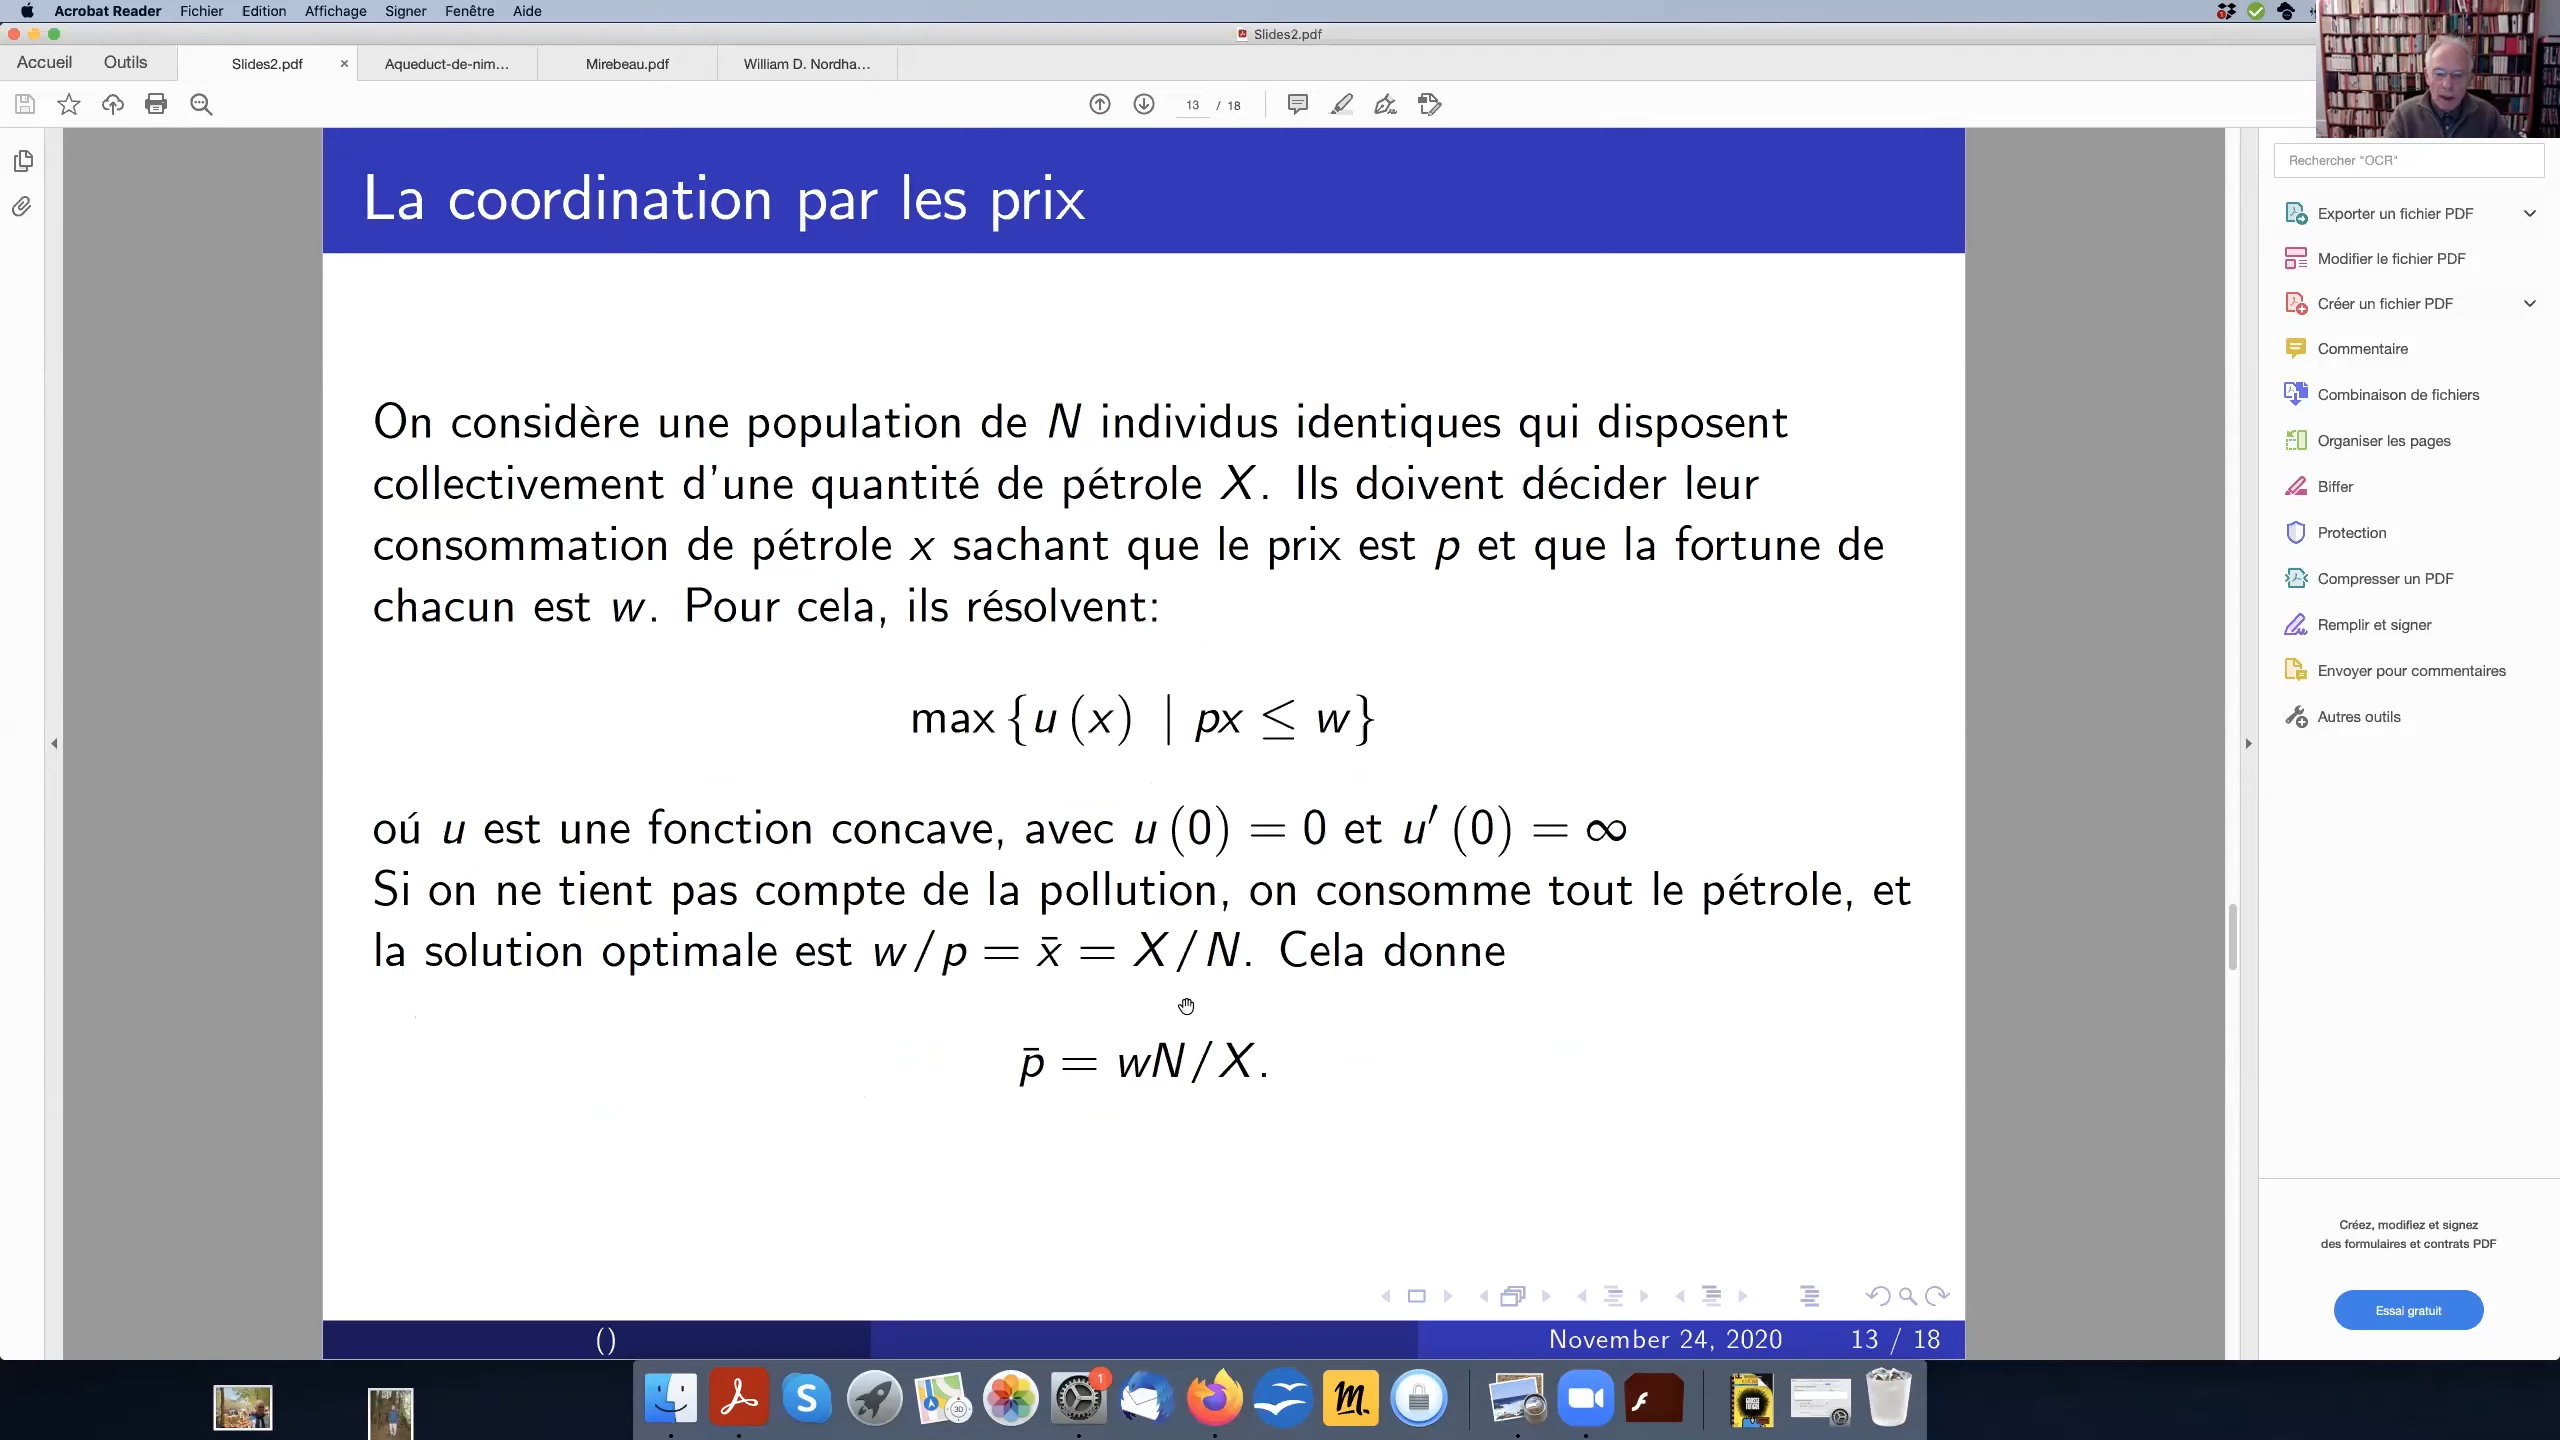 Acrobat Reader Fichier Edition Affichage Signer Fenêtre Aide
Slides2.pdf
Accueil Outils Slides2.pdf × Aqueduct-de-nim... Mirebeau.pdf William D. Nordha...
13 / 18
Rechercher "OCR"
La coordination par les prix
On considère une population de N individus identiques qui disposent
collectivement d'une quantité de pétrole X. Ils doivent décider leur
consommation de pétrole x sachant que le prix est p et que la fortune de
chacun est w. Pour cela, ils résolvent:
max {u (x) | px ≤ w}
oú u est une fonction concave, avec u (0) = 0 et u′ (0) = ∞
Si on ne tient pas compte de la pollution, on consomme tout le pétrole, et
la solution optimale est w/p = x̄ = X/N. Cela donne
p̄ = wN/X.
() November 24, 2020 13 / 18
Exporter un fichier PDF
Modifier le fichier PDF
Créer un fichier PDF
Commentaire
Combinaison de fichiers
Organiser les pages
Biffer
Protection
Compresser un PDF
Remplir et signer
Envoyer pour commentaires
Autres outils
Créez, modifiez et signez
des formulaires et contrats PDF
Essai gratuit
S
3D
1
m.